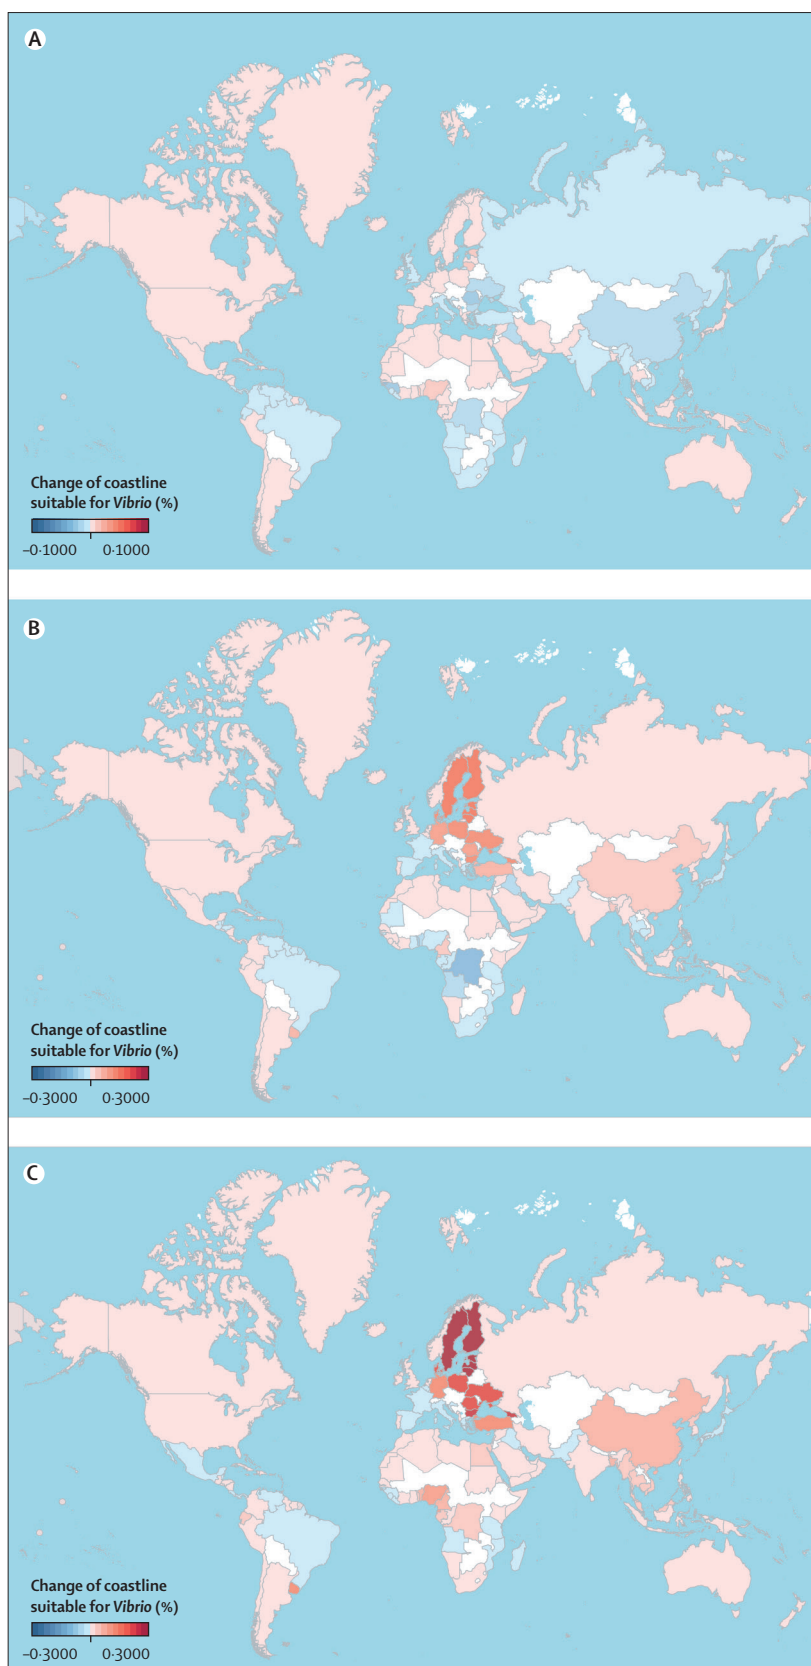 A
Change of coastline
suitable for Vibrio (%)
–0·1000 0·1000
B
Change of coastline
suitable for Vibrio (%)
–0·3000 0·3000
C
Change of coastline
suitable for Vibrio (%)
–0·3000 0·3000